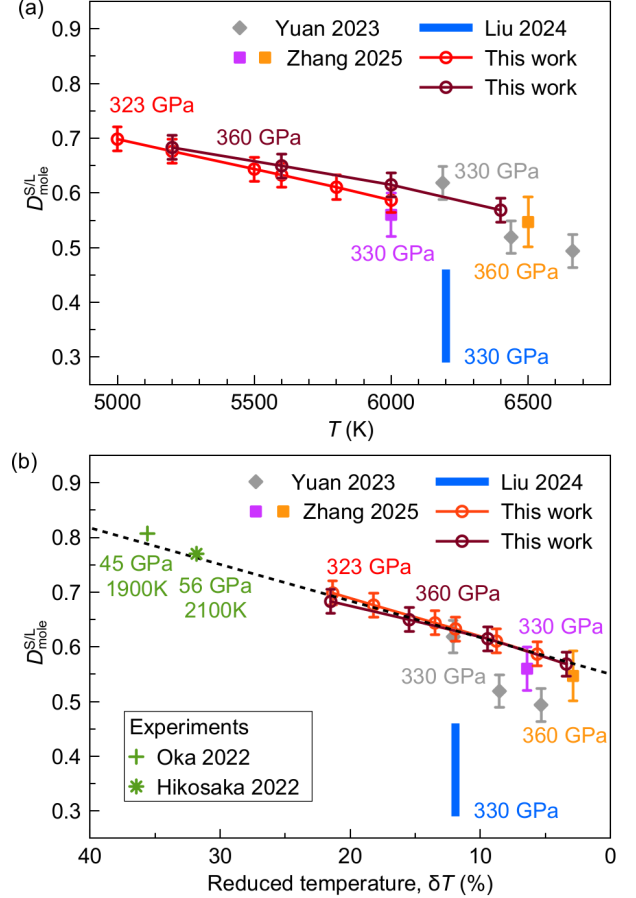 (a)
0.9
0.8
0.7
0.6
0.5
0.4
0.3
D^{S/L}_{mole}
Yuan 2023
Liu 2024
Zhang 2025
This work
This work
323 GPa
360 GPa
330 GPa
330 GPa
360 GPa
330 GPa
5000 5500 6000 6500
T (K)
(b)
0.9
0.8
0.7
0.6
0.5
0.4
0.3
D^{S/L}_{mole}
Yuan 2023
Liu 2024
Zhang 2025
This work
This work
45 GPa
1900K
56 GPa
2100K
323 GPa
360 GPa
330 GPa
330 GPa
360 GPa
330 GPa
Experiments
Oka 2022
Hikosaka 2022
40 30 20 10 0
Reduced temperature, δT (%)